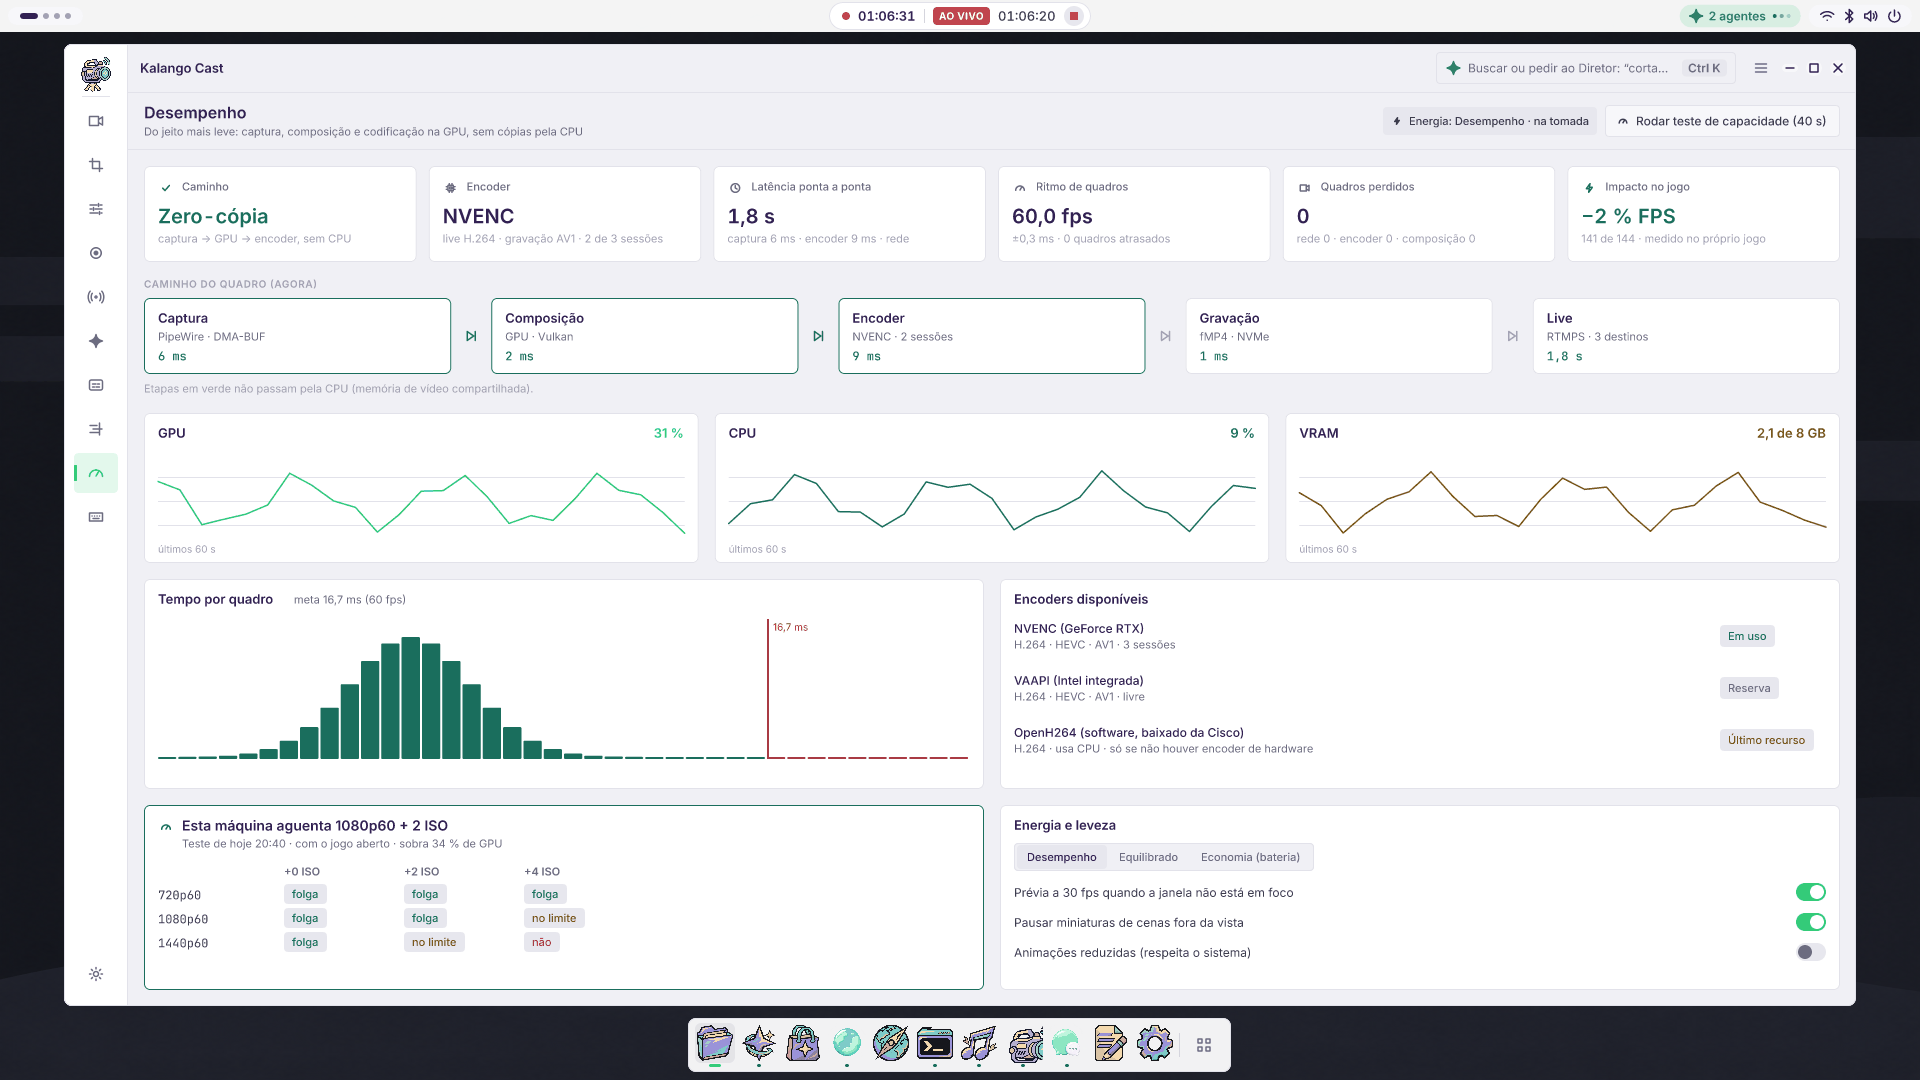 01:06:31 AO VIVO 01:06:20
2 agentes
Kalango Cast
Buscar ou pedir ao Diretor: “corta... Ctrl K
Desempenho
Do jeito mais leve: captura, composição e codificação na GPU, sem cópias pela CPU
Energia: Desempenho · na tomada
Rodar teste de capacidade (40 s)
Caminho
Zero-cópia
captura → GPU → encoder, sem CPU
Encoder
NVENC
live H.264 · gravação AV1 · 2 de 3 sessões
Latência ponta a ponta
1,8 s
captura 6 ms · encoder 9 ms · rede
Ritmo de quadros
60,0 fps
±0,3 ms · 0 quadros atrasados
Quadros perdidos
0
rede 0 · encoder 0 · composição 0
Impacto no jogo
−2 % FPS
141 de 144 · medido no próprio jogo
CAMINHO DO QUADRO (AGORA)
Captura
PipeWire · DMA-BUF
6 ms
Composição
GPU · Vulkan
2 ms
Encoder
NVENC · 2 sessões
9 ms
Gravação
fMP4 · NVMe
1 ms
Live
RTMPS · 3 destinos
1,8 s
Etapas em verde não passam pela CPU (memória de vídeo compartilhada).
GPU 31 %
últimos 60 s
CPU 9 %
últimos 60 s
VRAM 2,1 de 8 GB
últimos 60 s
Tempo por quadro meta 16,7 ms (60 fps)
16,7 ms
Encoders disponíveis
NVENC (GeForce RTX)
H.264 · HEVC · AV1 · 3 sessões
Em uso
VAAPI (Intel integrada)
H.264 · HEVC · AV1 · livre
Reserva
OpenH264 (software, baixado da Cisco)
H.264 · usa CPU · só se não houver encoder de hardware
Último recurso
Esta máquina aguenta 1080p60 + 2 ISO
Teste de hoje 20:40 · com o jogo aberto · sobra 34 % de GPU
+0 ISO +2 ISO +4 ISO
720p60 folga folga folga
1080p60 folga folga no limite
1440p60 folga no limite não
Energia e leveza
Desempenho Equilibrado Economia (bateria)
Prévia a 30 fps quando a janela não está em foco
Pausar miniaturas de cenas fora da vista
Animações reduzidas (respeita o sistema)